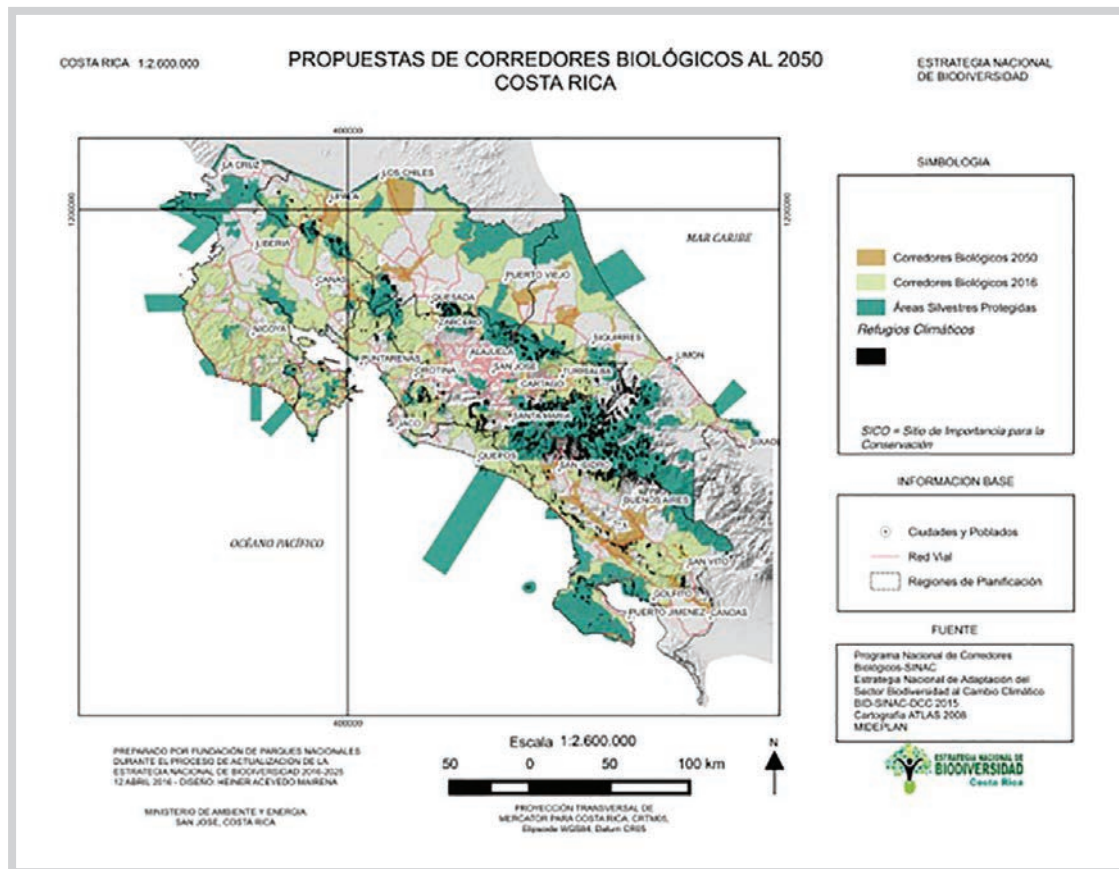 COSTA RICA 1:2.600.000
PROPUESTAS DE CORREDORES BIOLÓGICOS AL 2050
COSTA RICA
ESTRATEGIA NACIONAL
DE BIODIVERSIDAD
400000
1200000
1200000
LA CRUZ
LOS CHILES
UPALA
MAR CARIBE
LIBERIA
PUERTO VIEJO
CAÑAS
QUESADA
ZARCERO
NICOYA
SIQUIRRES
ALAJUELA
LIMON
PUNTARENAS
SAN JOSE
OROTINA
TURRIALBA
CARTAGO
SANTA MARIA
JACO
SIXAOLA
QUEPOS
SAN ISIDRO
BUENOS AIRES
OCÉANO PACÍFICO
SAN VITO
GOLFITO
PUERTO JIMENEZ
CANOAS
400000
SIMBOLOGIA
Corredores Biológicos 2050
Corredores Biológicos 2016
Áreas Silvestres Protegidas
Refugios Climáticos
SICO = Sitio de Importancia para la
Conservación
INFORMACION BASE
Ciudades y Poblados
Red Vial
Regiones de Planificación
FUENTE
Programa Nacional de Corredores
Biológicos-SINAC
Estrategia Nacional de Adaptación del
Sector Biodiversidad al Cambio Climático
BID-SINAC-DCC 2015
Cartografía ATLAS 2008
MIDEPLAN
ESTRATEGIA NACIONAL DE
BIODIVERSIDAD
Costa Rica
PREPARADO POR FUNDACIÓN DE PARQUES NACIONALES
DURANTE EL PROCESO DE ACTUALIZACIÓN DE LA
ESTRATEGIA NACIONAL DE BIODIVERSIDAD 2016-2025
12 ABRIL 2016 - DISEÑO: HEINER ACEVEDO MAIRENA
MINISTERIO DE AMBIENTE Y ENERGIA
SAN JOSE, COSTA RICA
Escala 1:2.600.000
50 0 50 100 km
N
PROYECCIÓN TRANSVERSAL DE
MERCATOR PARA COSTA RICA, CRTM05,
Elipsoide WGS84, Datum CR05